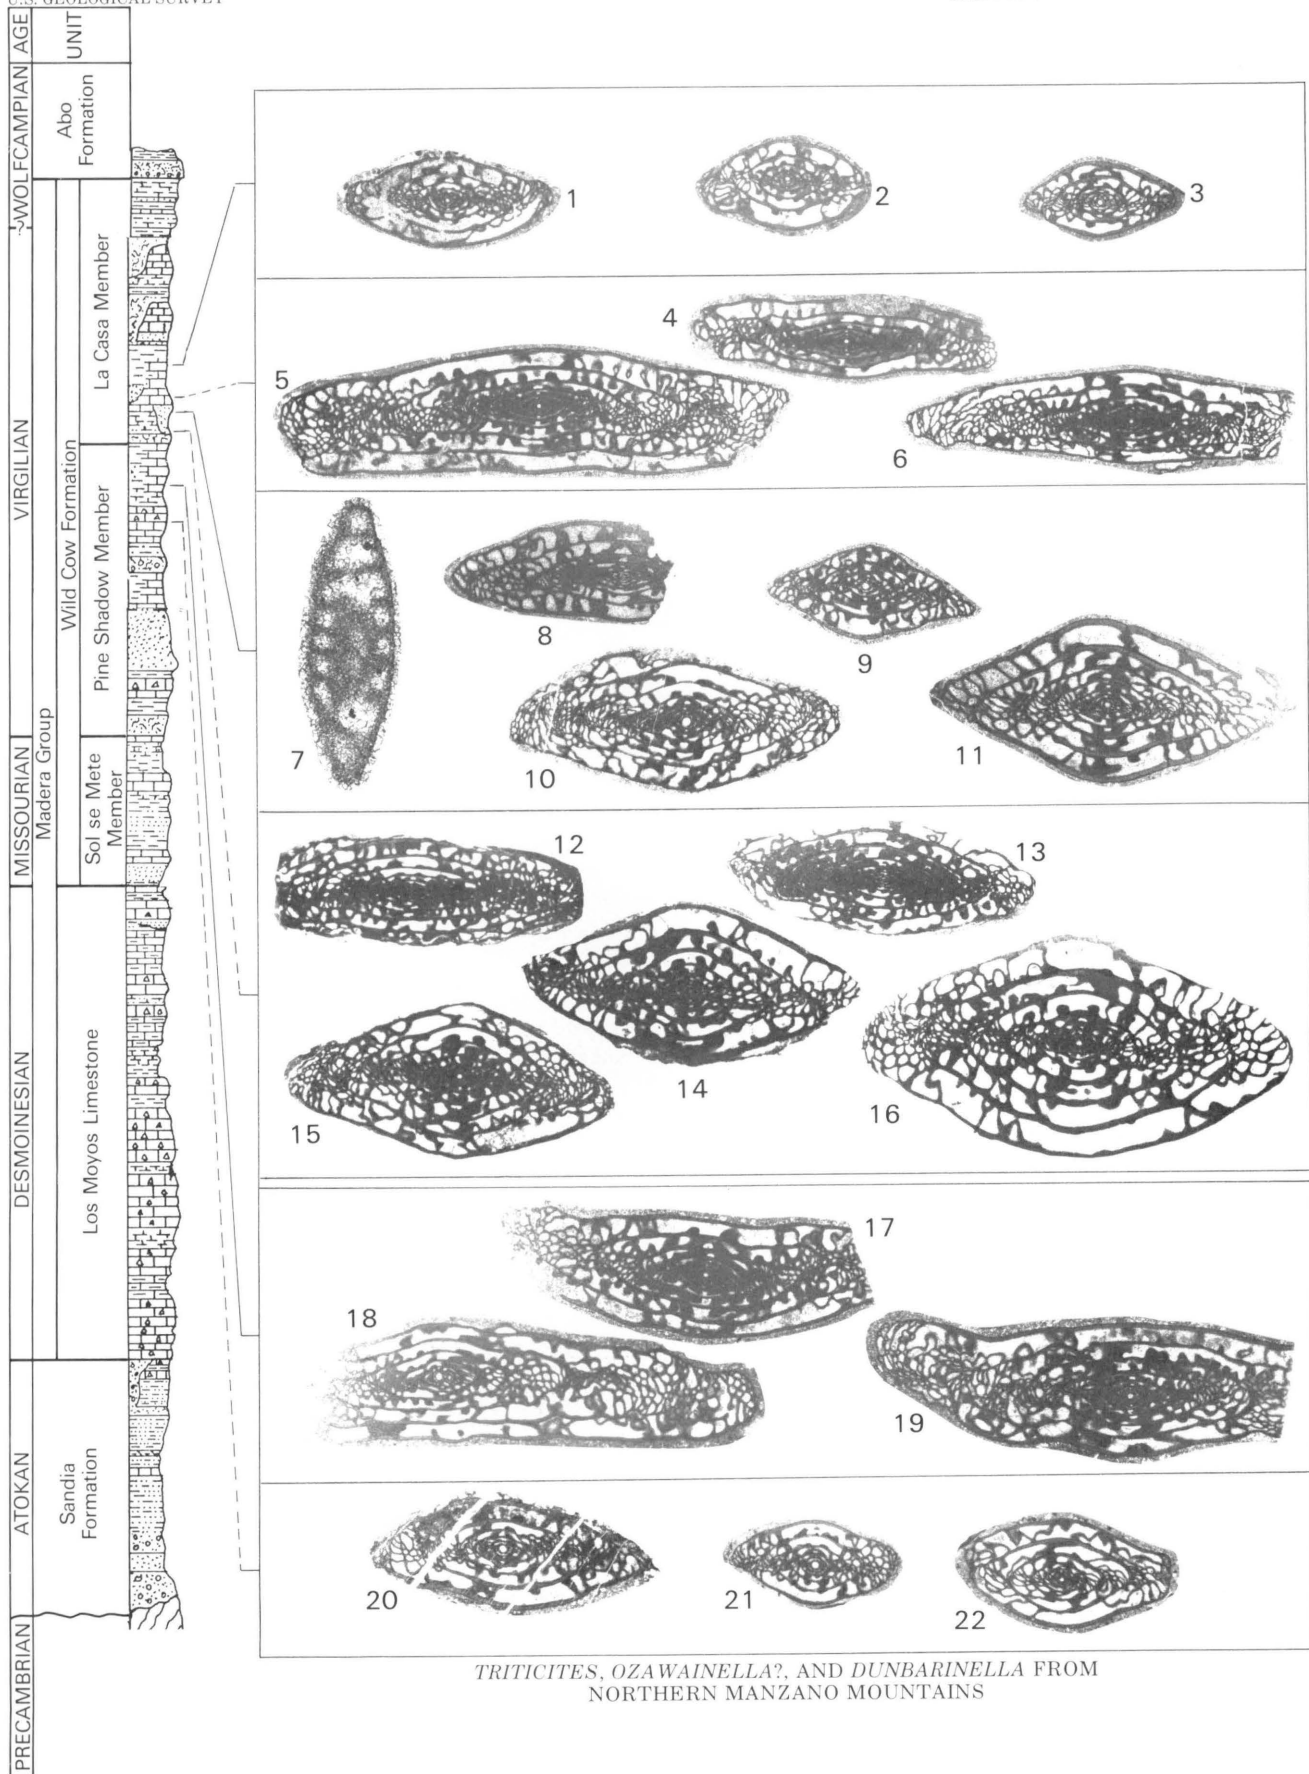 U.S. GEOLOGICAL SURVEY
AGE
UNIT
WOLFCAMPIAN
Abo
Formation
?
VIRGILIAN
Madera Group
Wild Cow Formation
La Casa Member
Pine Shadow Member
MISSOURIAN
Sol se Mete
Member
DESMOINESIAN
Los Moyos Limestone
ATOKAN
Sandia
Formation
PRECAMBRIAN
1
2
3
4
5
6
7
8
9
10
11
12
13
14
15
16
17
18
19
20
21
22
TRITICITES, OZAWAINELLA?, AND DUNBARINELLA FROM
NORTHERN MANZANO MOUNTAINS